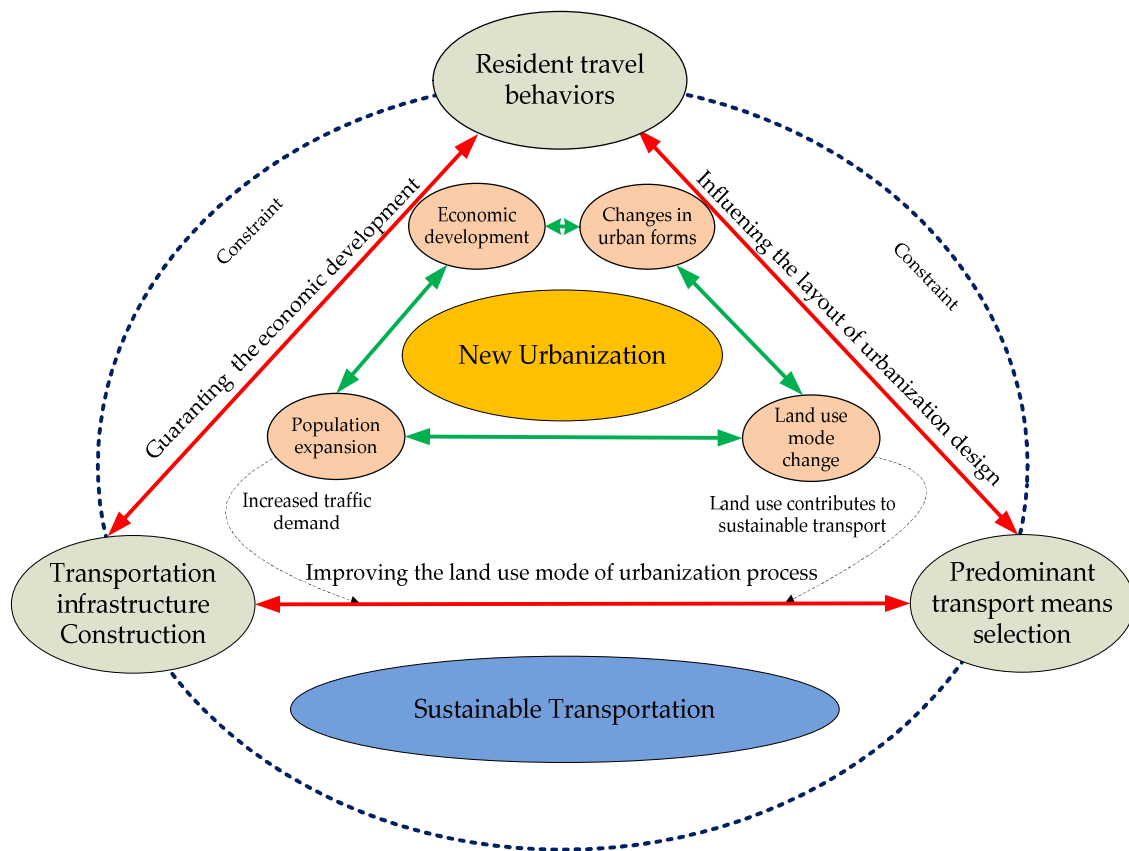 Resident travel
behaviors
Constraint
Constraint
Guaranting the economic development
Influening the layout of urbanization design
Economic
development
Changes in
urban forms
New Urbanization
Population
expansion
Land use
mode
change
Increased traffic
demand
Land use contributes to
sustainable transport
Improving the land use mode of urbanization process
Transportation
infrastructure
Construction
Predominant
transport means
selection
Sustainable Transportation